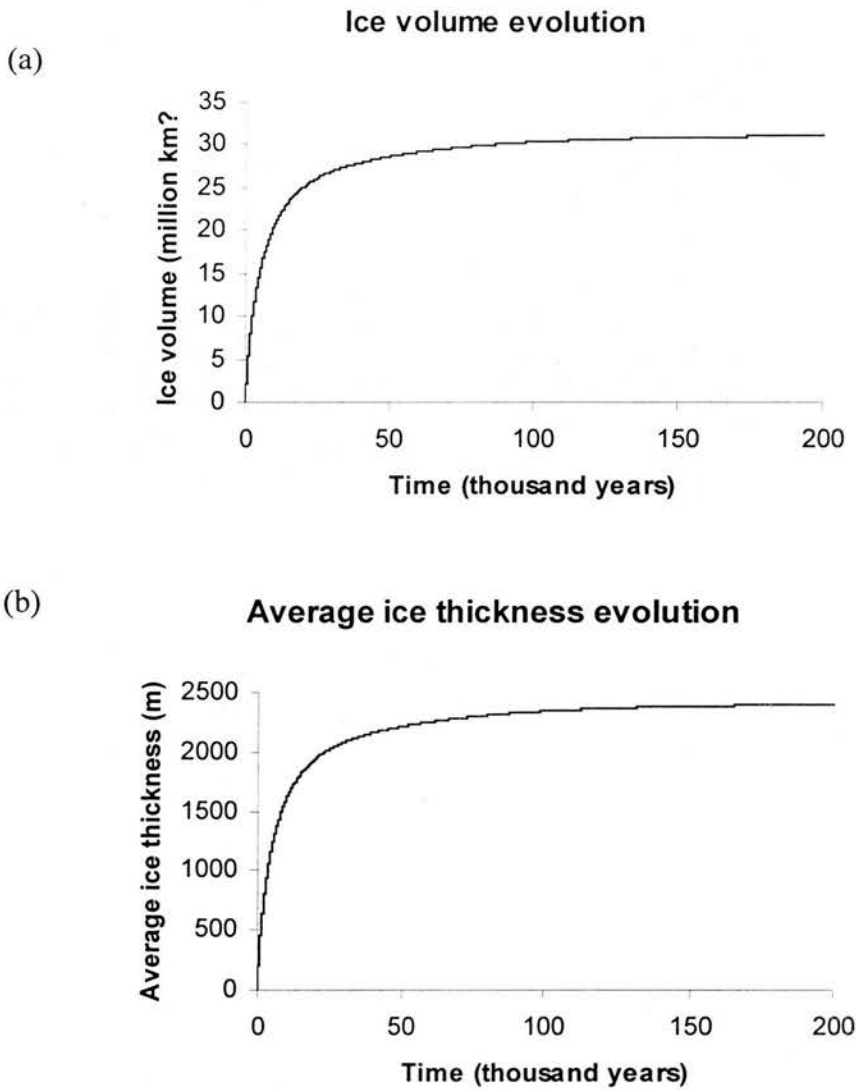 (a)
Ice volume evolution
Ice volume (million km?
35
30
25
20
15
10
5
0
0 50 100 150 200
Time (thousand years)
(b)
Average ice thickness evolution
Average ice thickness (m)
2500
2000
1500
1000
500
0
0 50 100 150 200
Time (thousand years)